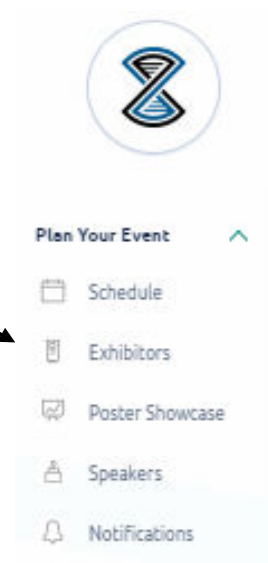 Plan Your Event
Schedule
Exhibitors
Poster Showcase
Speakers
Notifications